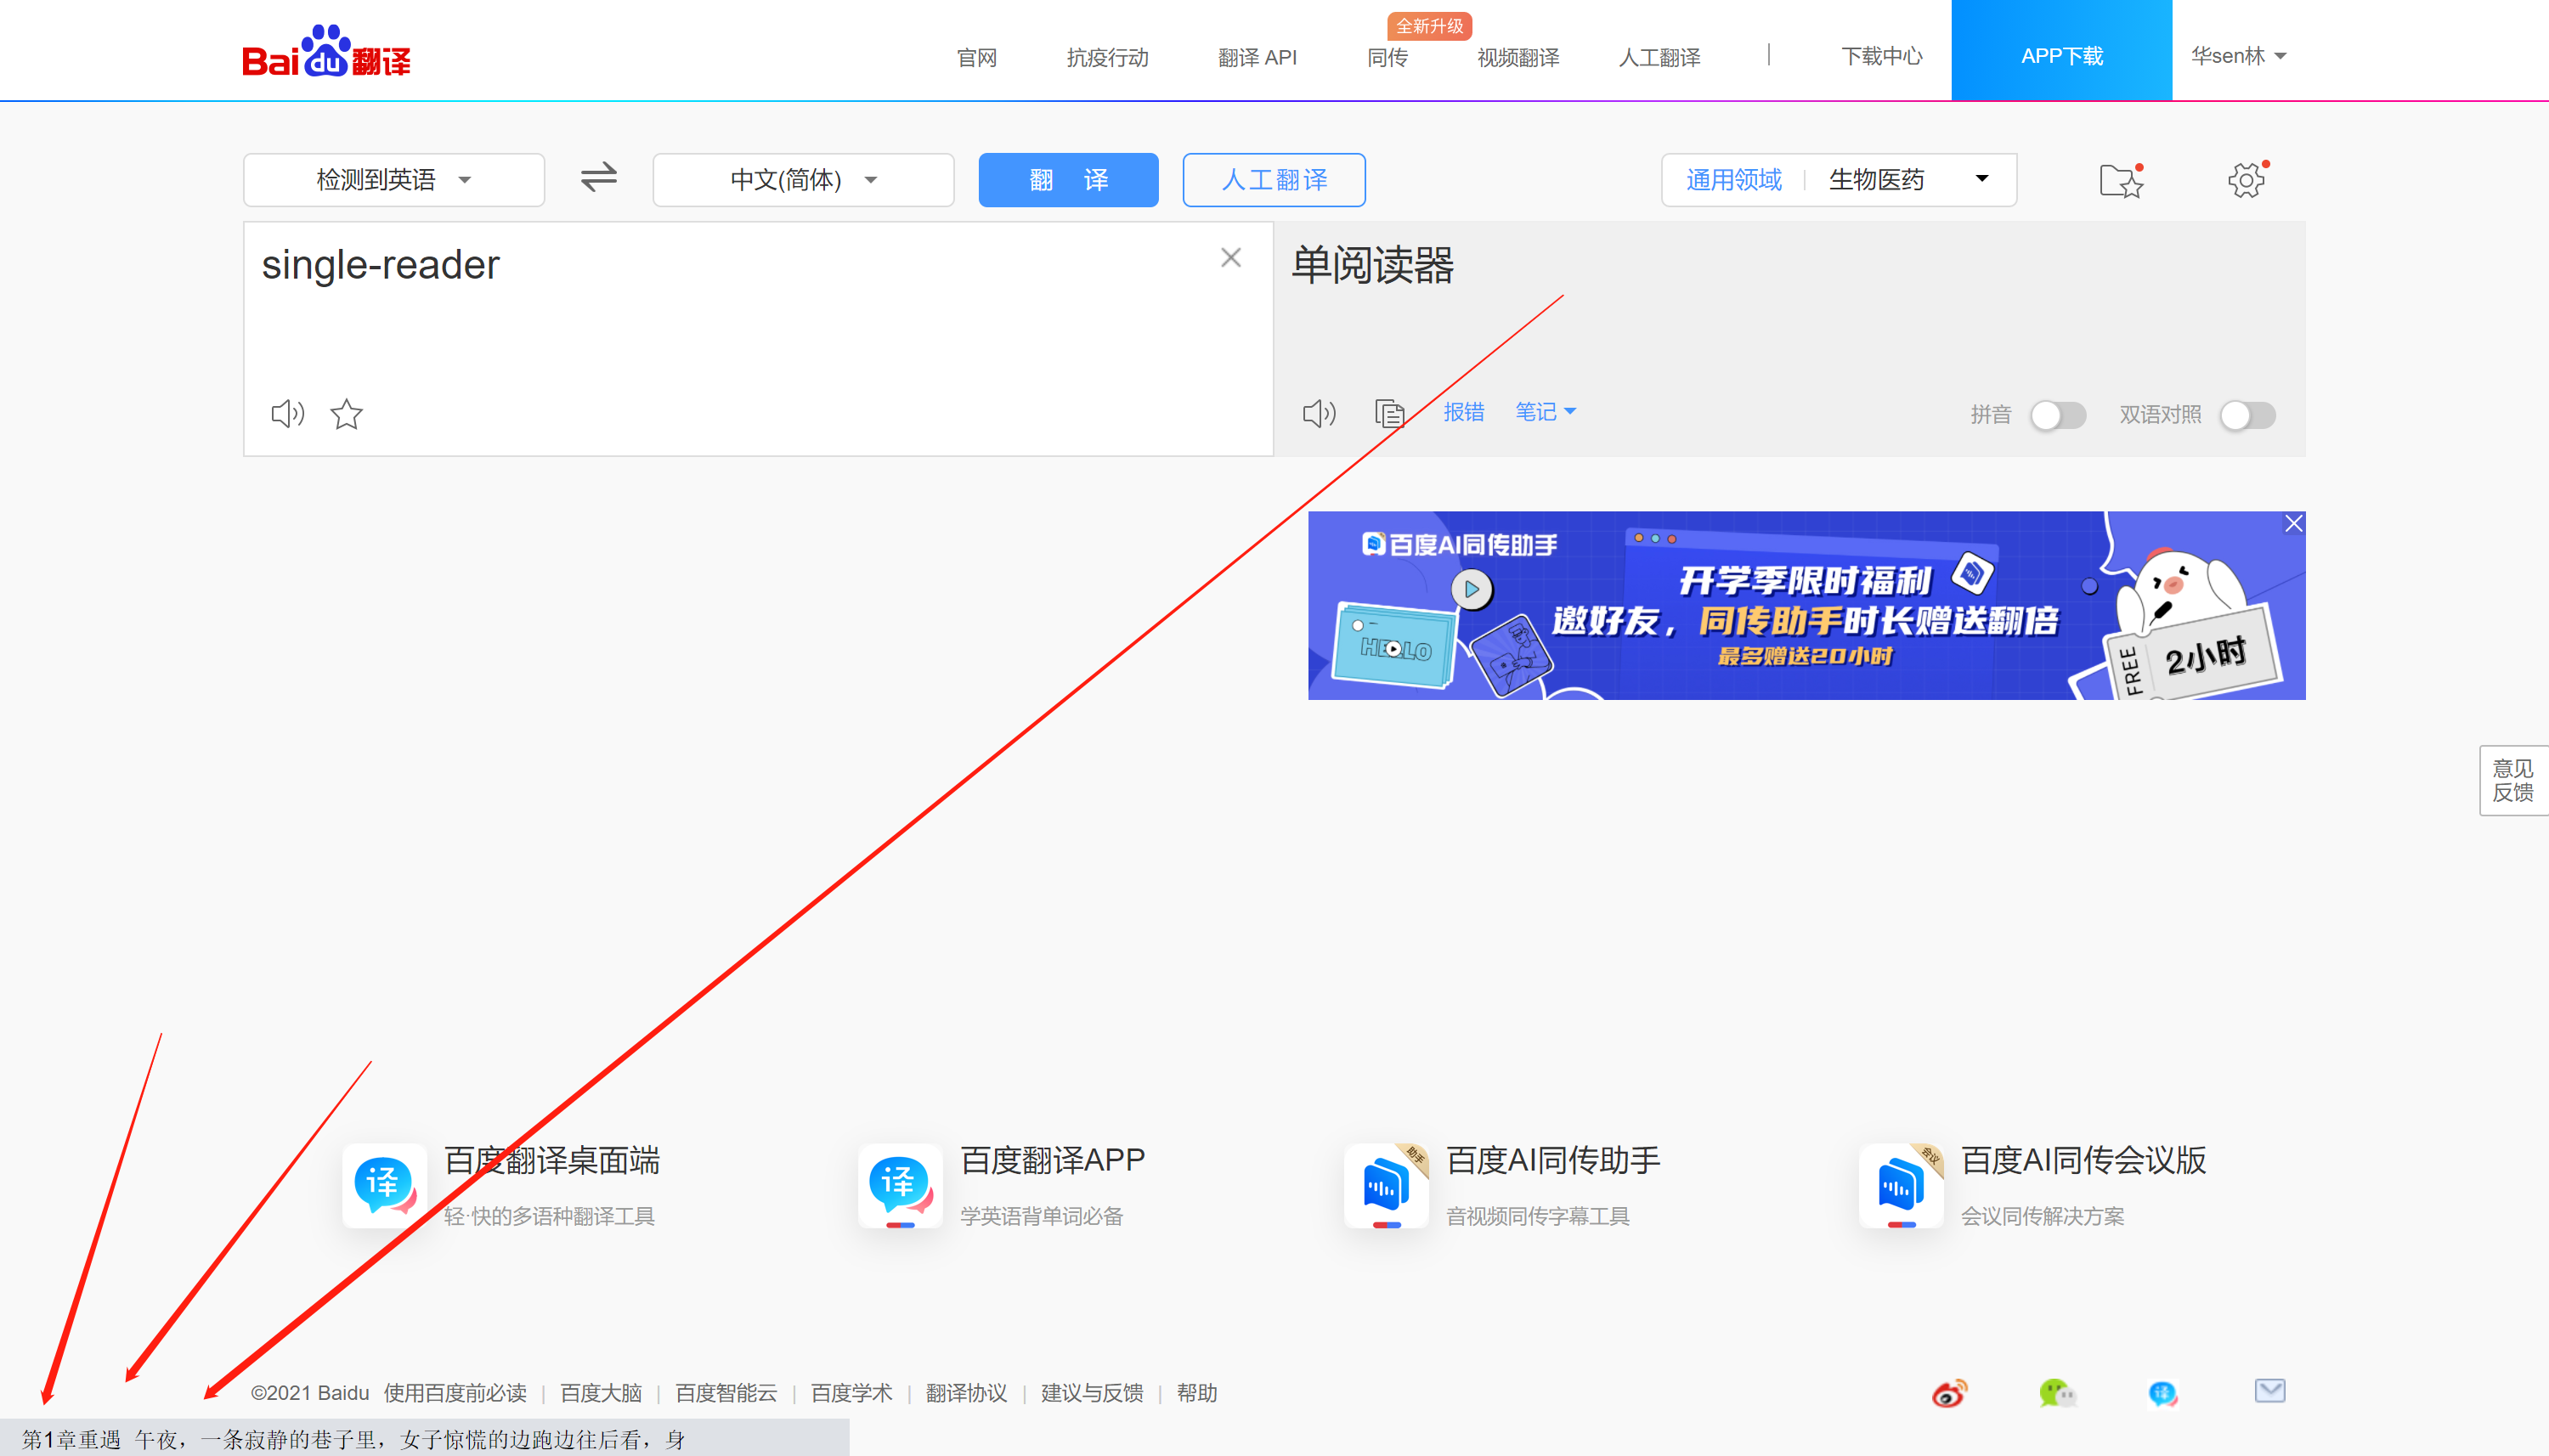 Baidu翻译
官网
抗疫行动
翻译 API
同传
全新升级
视频翻译
人工翻译
下载中心
APP下载
华sen林
检测到英语
中文(简体)
翻 译
人工翻译
通用领域
生物医药
single-reader
单阅读器
报错
笔记
拼音
双语对照
百度AI同传助手
开学季限时福利
邀好友，同传助手时长赠送翻倍
最多赠送20小时
HELLO
FREE
2小时
意见
反馈
译
百度翻译桌面端
轻·快的多语种翻译工具
译
百度翻译APP
学英语背单词必备
助手
百度AI同传助手
音视频同传字幕工具
会议
百度AI同传会议版
会议同传解决方案
©2021 Baidu 使用百度前必读 | 百度大脑 | 百度智能云 | 百度学术 | 翻译协议 | 建议与反馈 | 帮助
译
第1章重遇 午夜，一条寂静的巷子里，女子惊慌的边跑边往后看，身